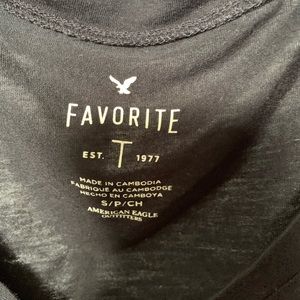 FAVORITE
EST. T 1977
MADE IN CAMBODIA
FABRIQUÉ AU CAMBODGE
HECHO EN CAMBOYA
S/P/CH
AMERICAN EAGLE
OUTFITTERS